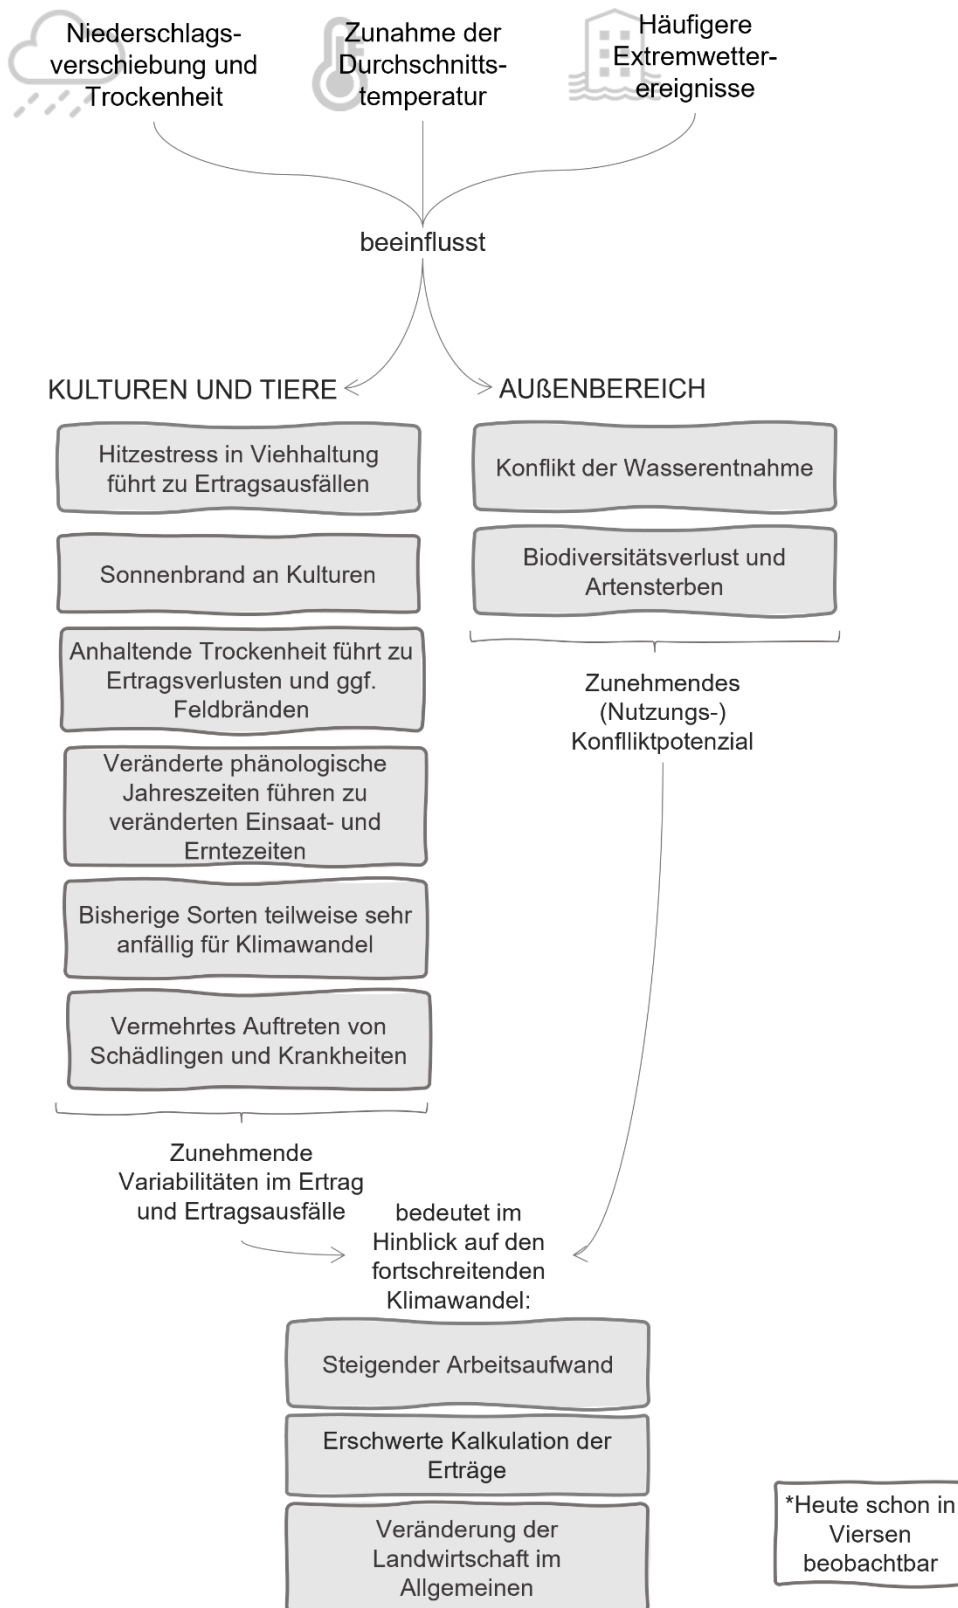 Niederschlags-
verschiebung und
Trockenheit
Zunahme der
Durchschnitts-
temperatur
Häufigere
Extremwetter-
ereignisse
beeinflusst
KULTUREN UND TIERE
Hitzestress in Viehhaltung
führt zu Ertragsausfällen
Sonnenbrand an Kulturen
Anhaltende Trockenheit führt zu
Ertragsverlusten und ggf.
Feldbränden
Veränderte phänologische
Jahreszeiten führen zu
veränderten Einsaat- und
Erntezeiten
Bisherige Sorten teilweise sehr
anfällig für Klimawandel
Vermehrtes Auftreten von
Schädlingen und Krankheiten
Zunehmende
Variabilitäten im Ertrag
und Ertragsausfälle
AUßENBEREICH
Konflikt der Wasserentnahme
Biodiversitätsverlust und
Artensterben
Zunehmendes
(Nutzungs-)
Konflliktpotenzial
bedeutet im
Hinblick auf den
fortschreitenden
Klimawandel:
Steigender Arbeitsaufwand
Erschwerte Kalkulation der
Erträge
Veränderung der
Landwirtschaft im
Allgemeinen
*Heute schon in
Viersen
beobachtbar